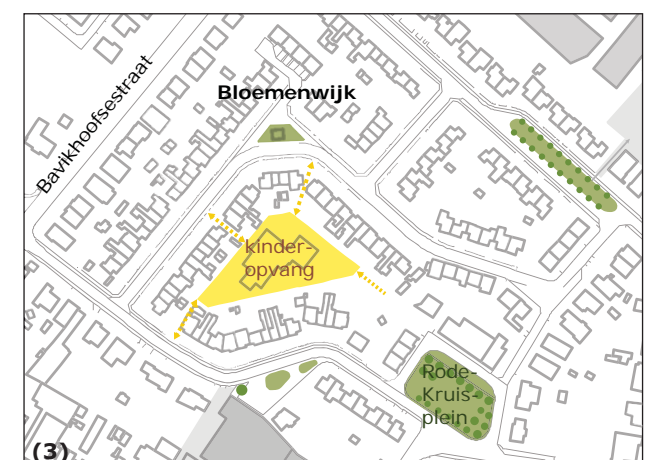 Bavikhoofsestraat
Bloemenwijk
kinder-
opvang
Rode-
Kruis-
plein
(3)